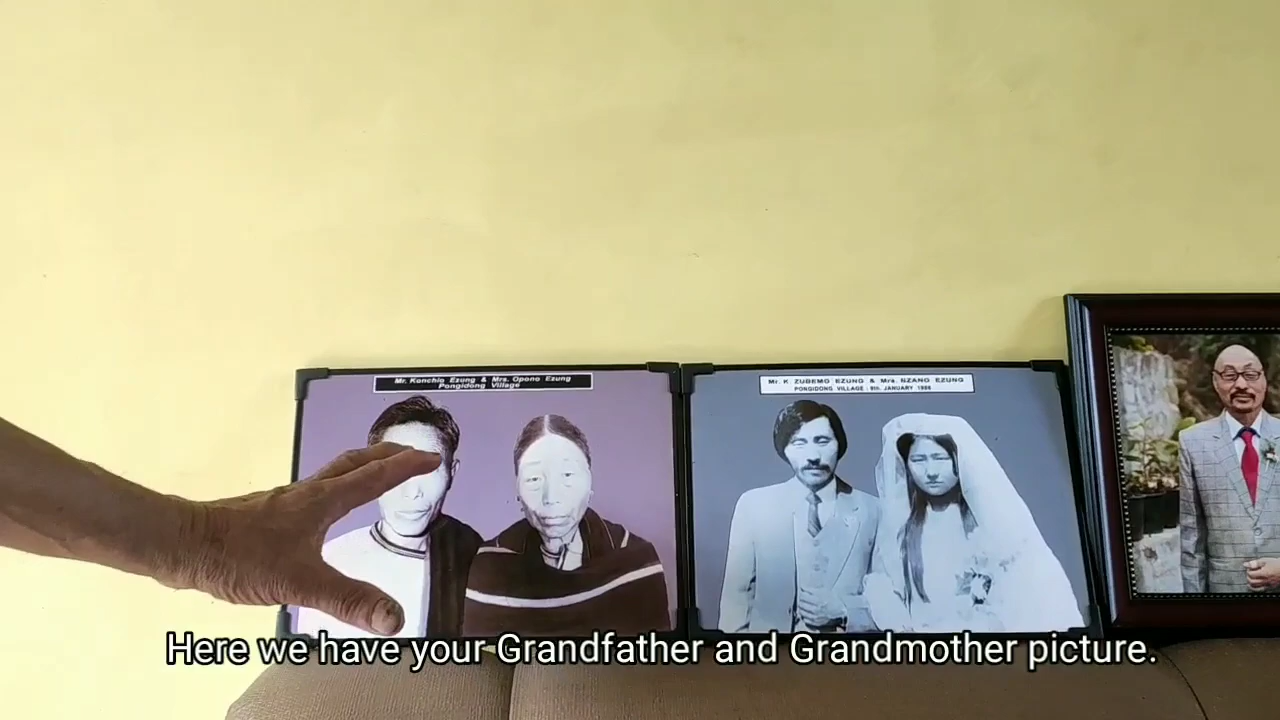 Mr. Konchio Ezung & Mrs. Opono Ezung
Pongidong Village
Mr. K. ZUBEMO EZUNG & Mrs. NZANO EZUNG
PONGIDONG VILLAGE : 9th. JANUARY 1986
Here we have your Grandfather and Grandmother picture.